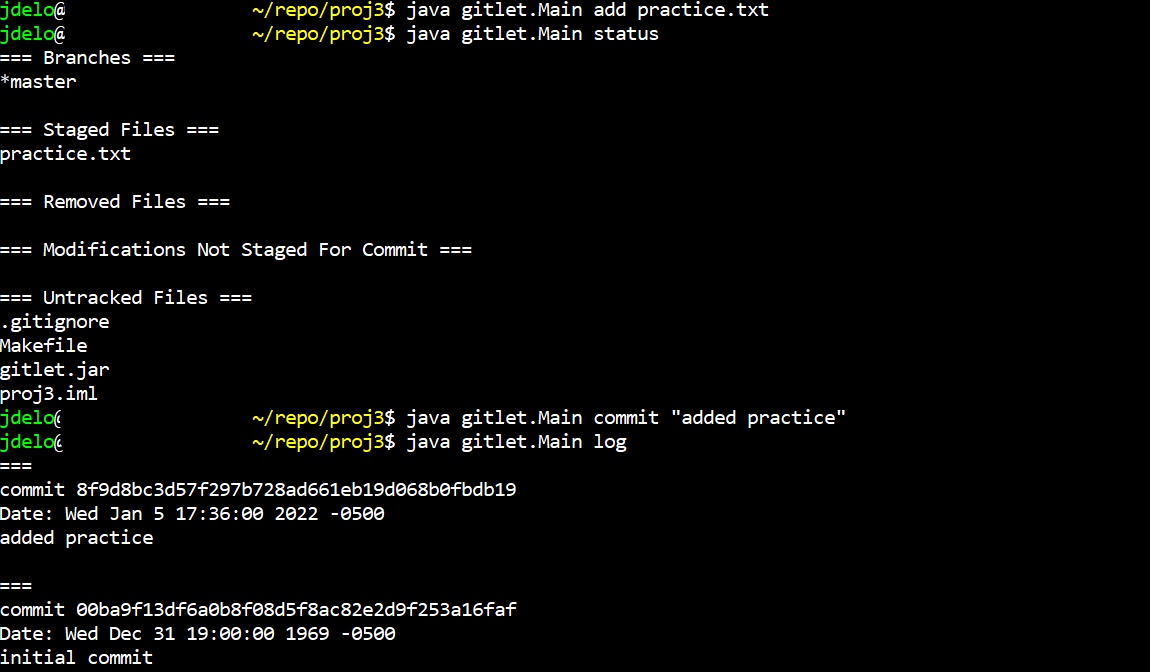 jdelo@ ~/repo/proj3$ java gitlet.Main add practice.txt
jdelo@ ~/repo/proj3$ java gitlet.Main status
=== Branches ===
*master
=== Staged Files ===
practice.txt
=== Removed Files ===
=== Modifications Not Staged For Commit ===
=== Untracked Files ===
.gitignore
Makefile
gitlet.jar
proj3.iml
jdelo@ ~/repo/proj3$ java gitlet.Main commit "added practice"
jdelo@ ~/repo/proj3$ java gitlet.Main log
===
commit 8f9d8bc3d57f297b728ad661eb19d068b0fbdb19
Date: Wed Jan 5 17:36:00 2022 -0500
added practice
===
commit 00ba9f13df6a0b8f08d5f8ac82e2d9f253a16faf
Date: Wed Dec 31 19:00:00 1969 -0500
initial commit